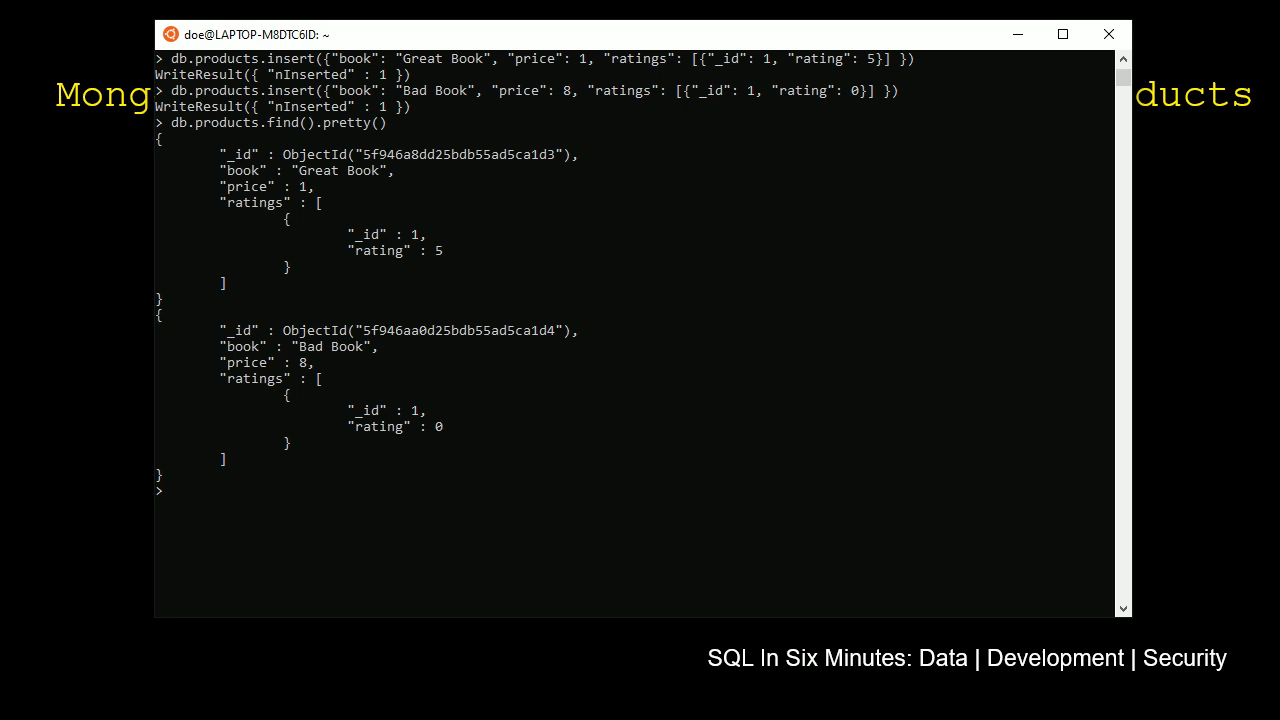 doe@LAPTOP-M8DTC6ID: ~
> db.products.insert({"book": "Great Book", "price": 1, "ratings": [{"_id": 1, "rating": 5}] })
WriteResult({ "nInserted" : 1 })
> db.products.insert({"book": "Bad Book", "price": 8, "ratings": [{"_id": 1, "rating": 0}] })
Mong ducts
WriteResult({ "nInserted" : 1 })
> db.products.find().pretty()
{
"_id" : ObjectId("5f946a8dd25bdb55ad5ca1d3"),
"book" : "Great Book",
"price" : 1,
"ratings" : [
{
"_id" : 1,
"rating" : 5
}
]
}
{
"_id" : ObjectId("5f946aa0d25bdb55ad5ca1d4"),
"book" : "Bad Book",
"price" : 8,
"ratings" : [
{
"_id" : 1,
"rating" : 0
}
]
}
>
SQL In Six Minutes: Data | Development | Security